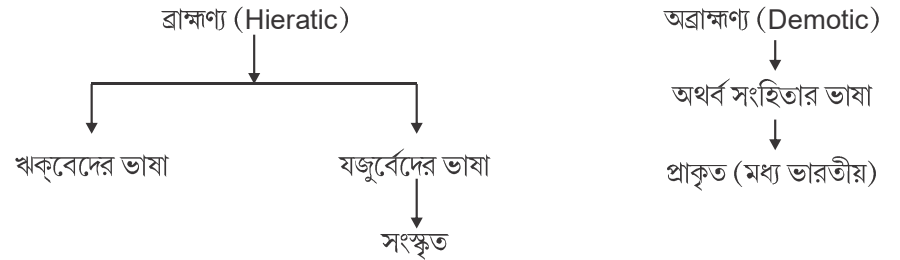 ব্রাহ্মণ্য (Hieratic)
অব্রাহ্মণ্য (Demotic)
অথর্ব সংহিতার ভাষা
ঋক্‌বেদের ভাষা
যজুর্বেদের ভাষা
প্রাকৃত (মধ্য ভারতীয়)
সংস্কৃত